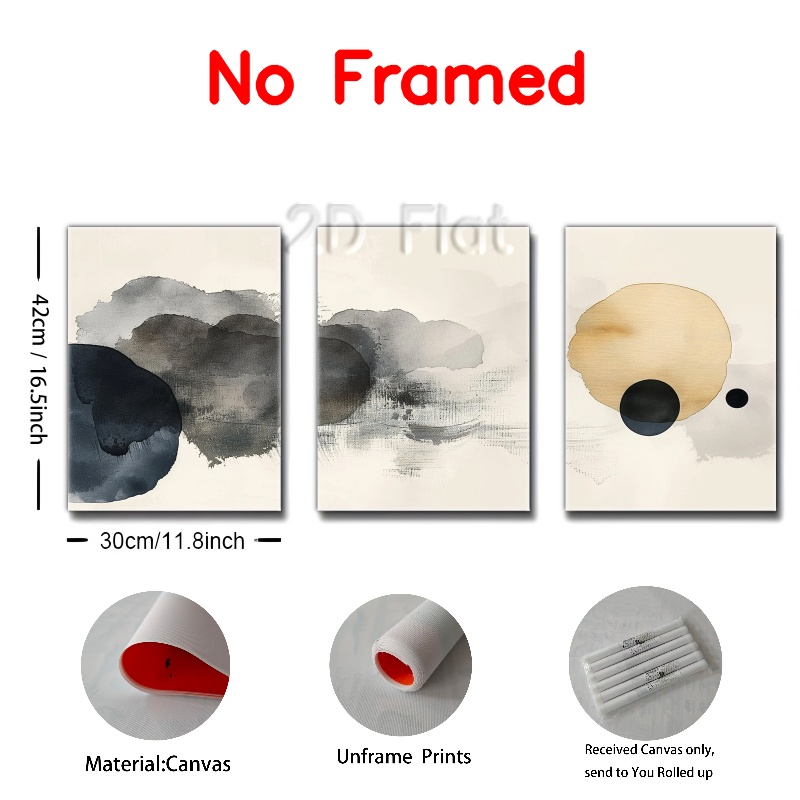 No Framed
2D Flat
42cm / 16.5inch
30cm/11.8inch
Material:Canvas
Unframe Prints
Received Canvas only,
send to You Rolled up